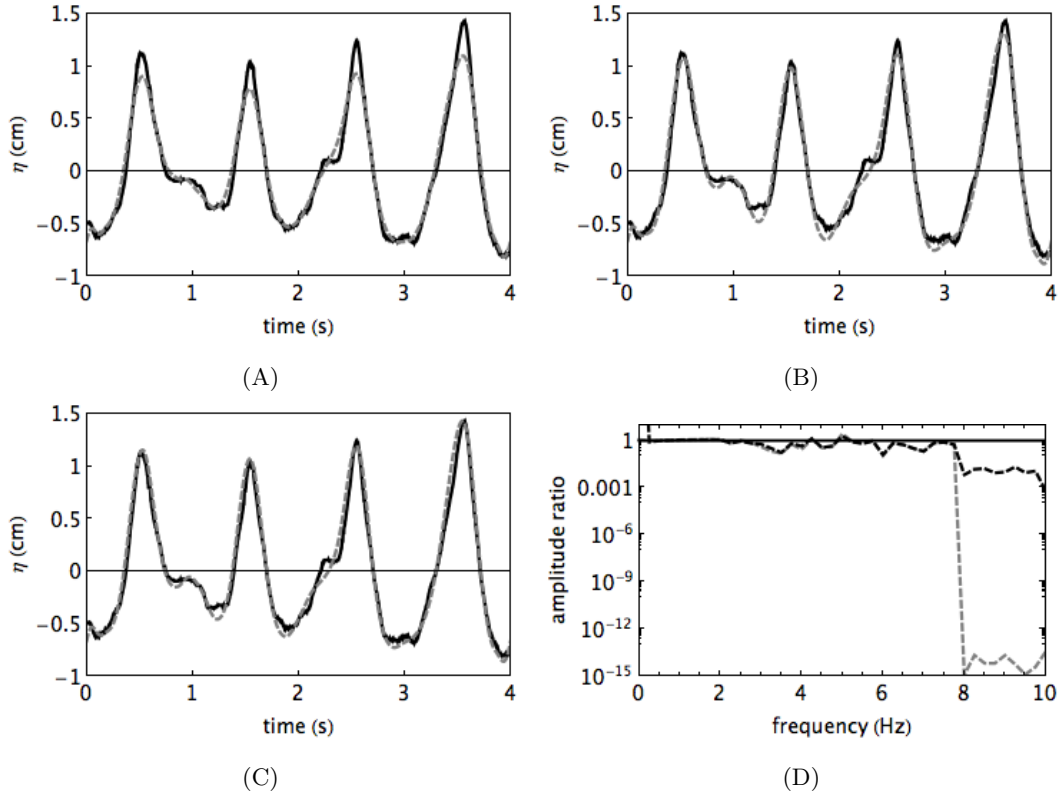 1.5
1
0.5
0
−0.5
−1
η (cm)
0 1 2 3 4
time (s)
(A)
1.5
1
0.5
0
−0.5
−1
η (cm)
0 1 2 3 4
time (s)
(B)
1.5
1
0.5
0
−0.5
−1
η (cm)
0 1 2 3 4
time (s)
(C)
1
0.001
10⁻⁶
10⁻⁹
10⁻¹²
10⁻¹⁵
amplitude ratio
0 2 4 6 8 10
frequency (Hz)
(D)